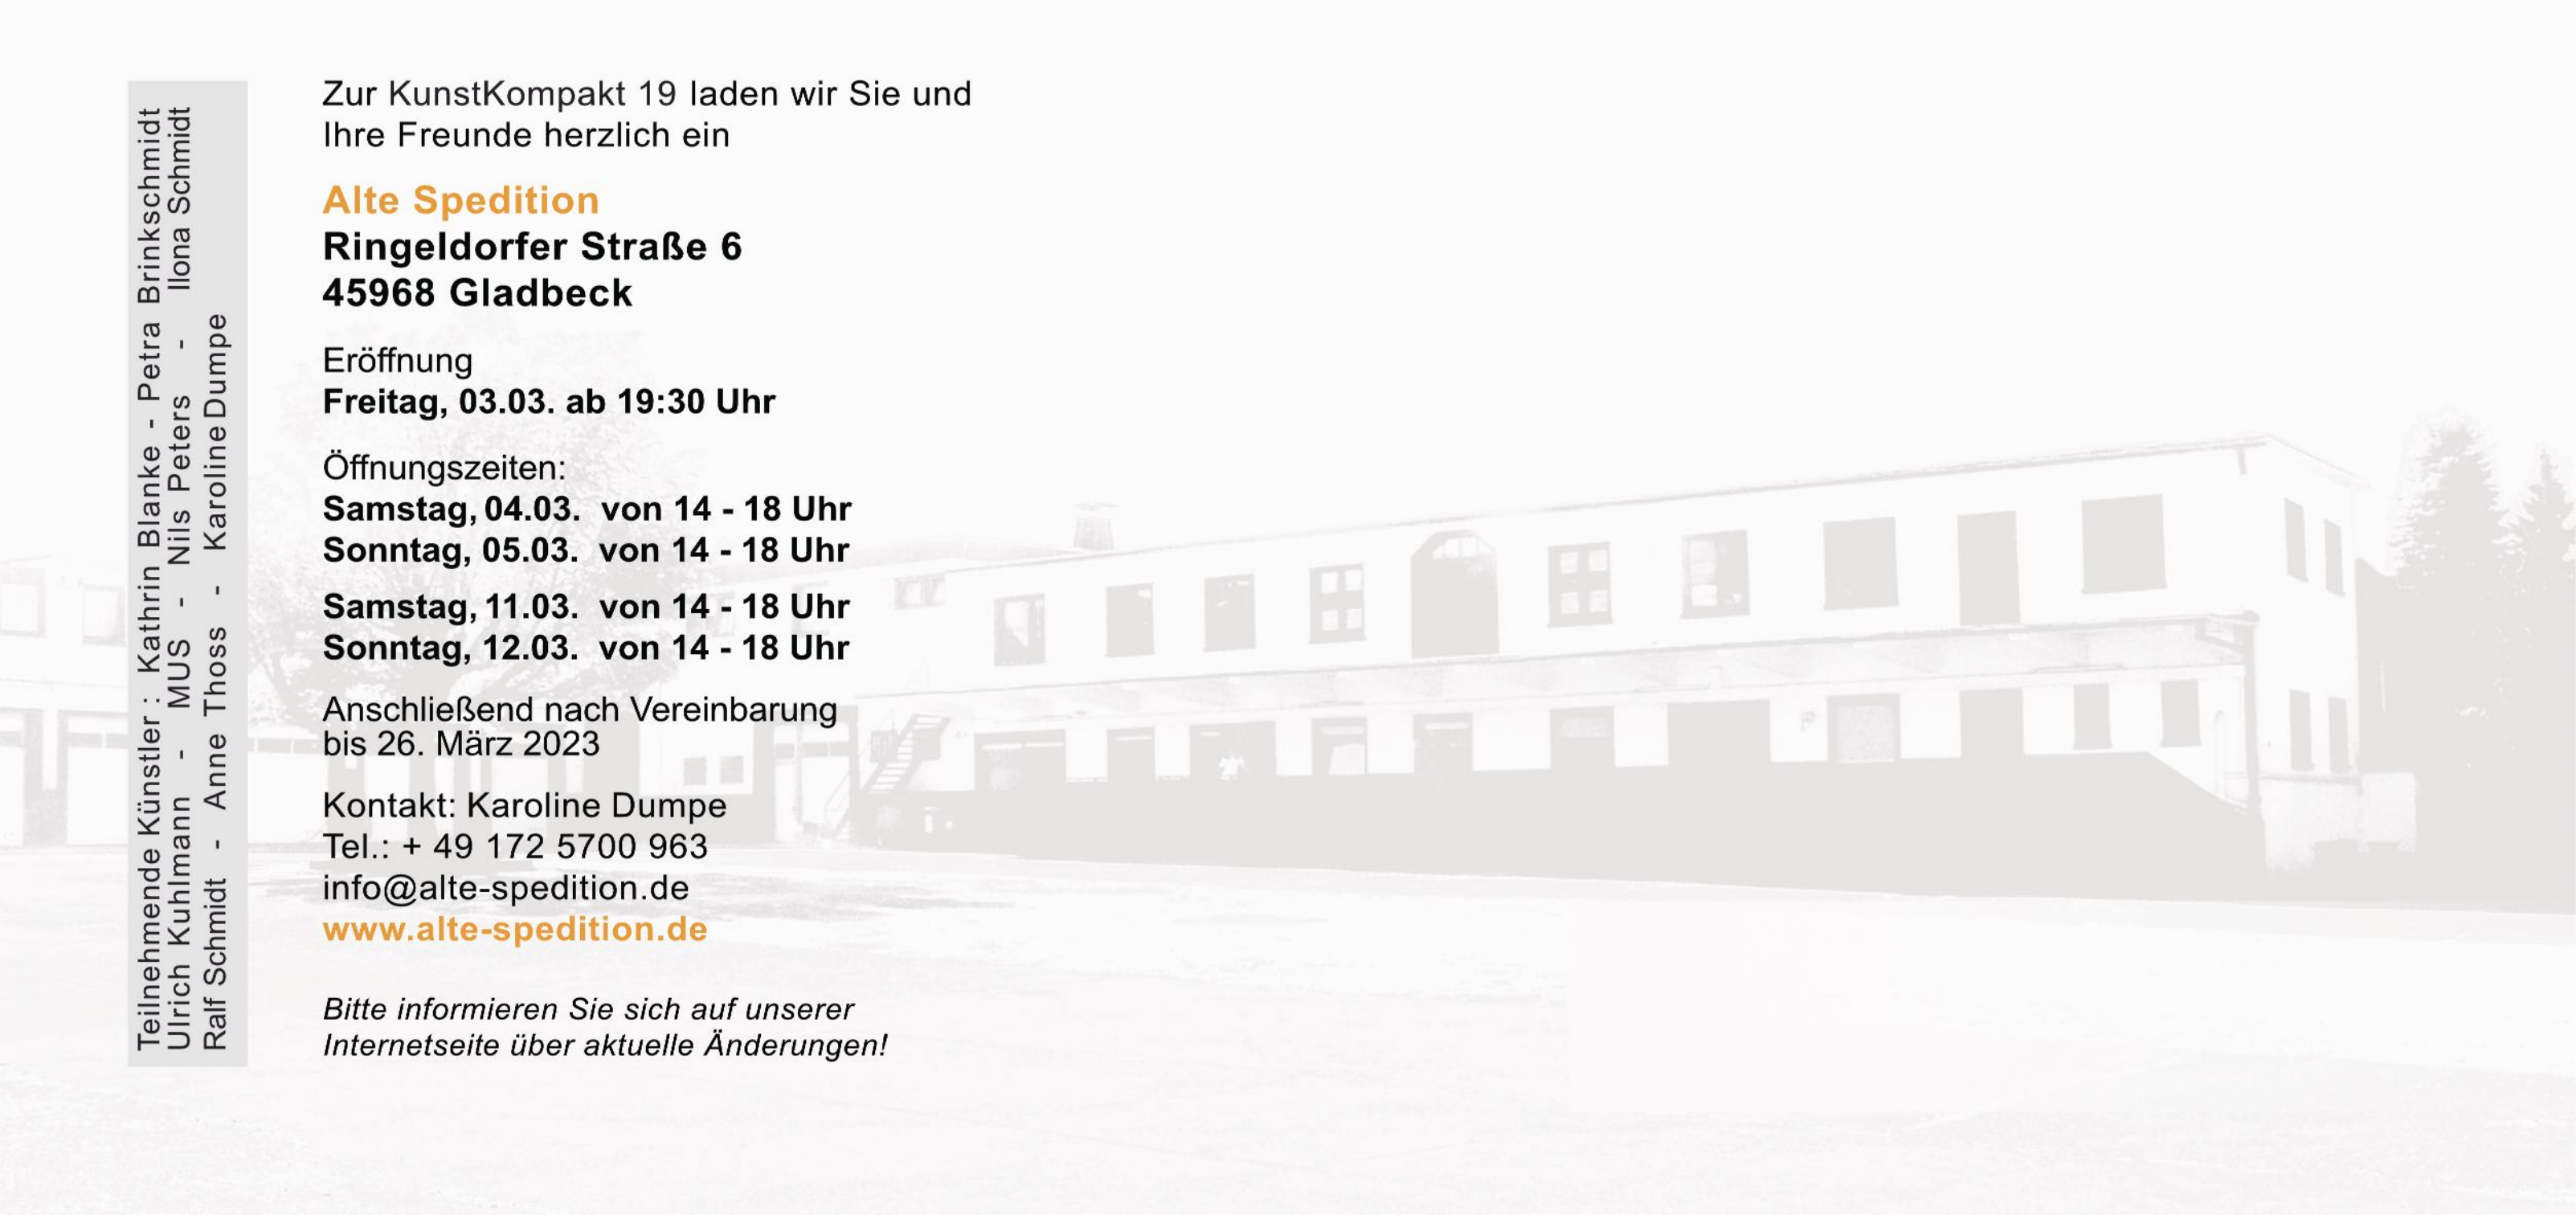 Teilnehmende Künstler : Kathrin Blanke - Petra Brinkschmidt
Ulrich Kuhlmann - MUS - Nils Peters - Ilona Schmidt
Ralf Schmidt - Anne Thoss - Karoline Dumpe
Zur KunstKompakt 19 laden wir Sie und
Ihre Freunde herzlich ein
Alte Spedition
Ringeldorfer Straße 6
45968 Gladbeck
Eröffnung
Freitag, 03.03. ab 19:30 Uhr
Öffnungszeiten:
Samstag, 04.03. von 14 - 18 Uhr
Sonntag, 05.03. von 14 - 18 Uhr
Samstag, 11.03. von 14 - 18 Uhr
Sonntag, 12.03. von 14 - 18 Uhr
Anschließend nach Vereinbarung
bis 26. März 2023
Kontakt: Karoline Dumpe
Tel.: + 49 172 5700 963
info@alte-spedition.de
www.alte-spedition.de
Bitte informieren Sie sich auf unserer
Internetseite über aktuelle Änderungen!